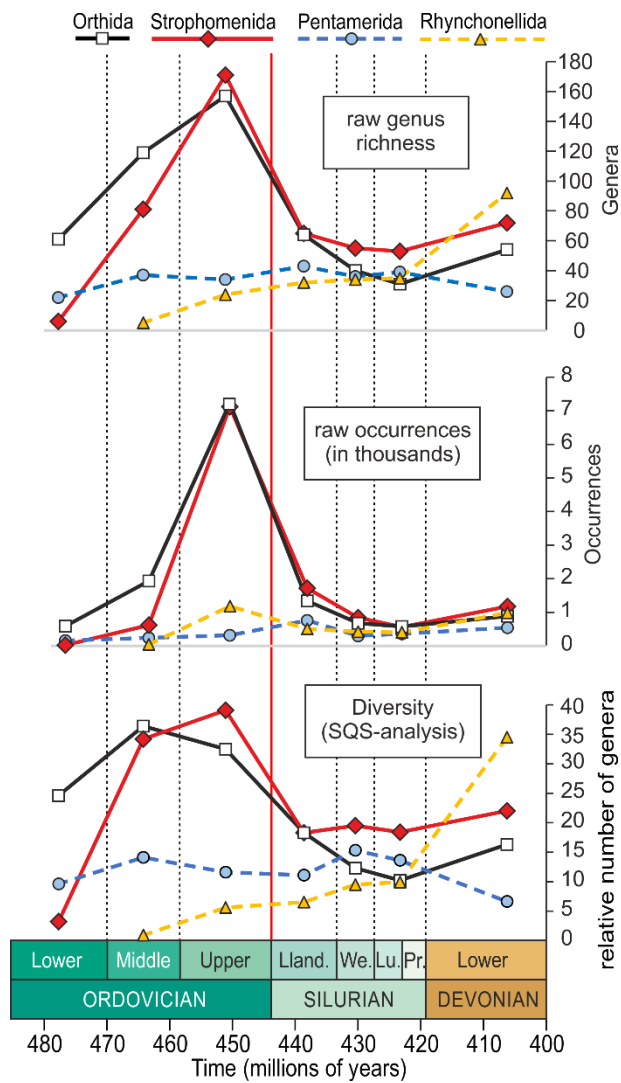 Orthida Strophomenida Pentamerida Rhynchonellida
180
160
140
120
100
80
60
40
20
0
Genera
raw genus
richness
8
7
6
5
4
3
2
1
0
Occurrences
raw occurrences
(in thousands)
40
35
30
25
20
15
10
5
0
relative number of genera
Diversity
(SQS-analysis)
Lower Middle Upper Lland. We. Lu. Pr. Lower
ORDOVICIAN SILURIAN DEVONIAN
480 470 460 450 440 430 420 410 400
Time (millions of years)